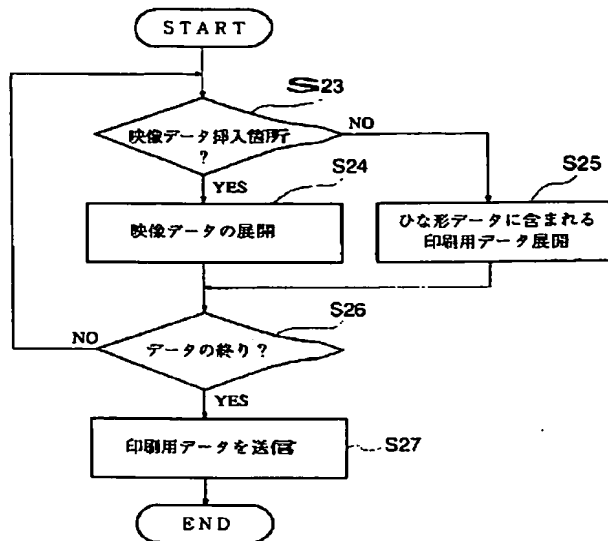 START
S23
映像データ挿入箇所
?
NO
YES
S24
映像データの展開
S25
ひな形データに含まれる
印刷用データ展開
S26
データの終り?
NO
YES
印刷用データを送信
S27
END